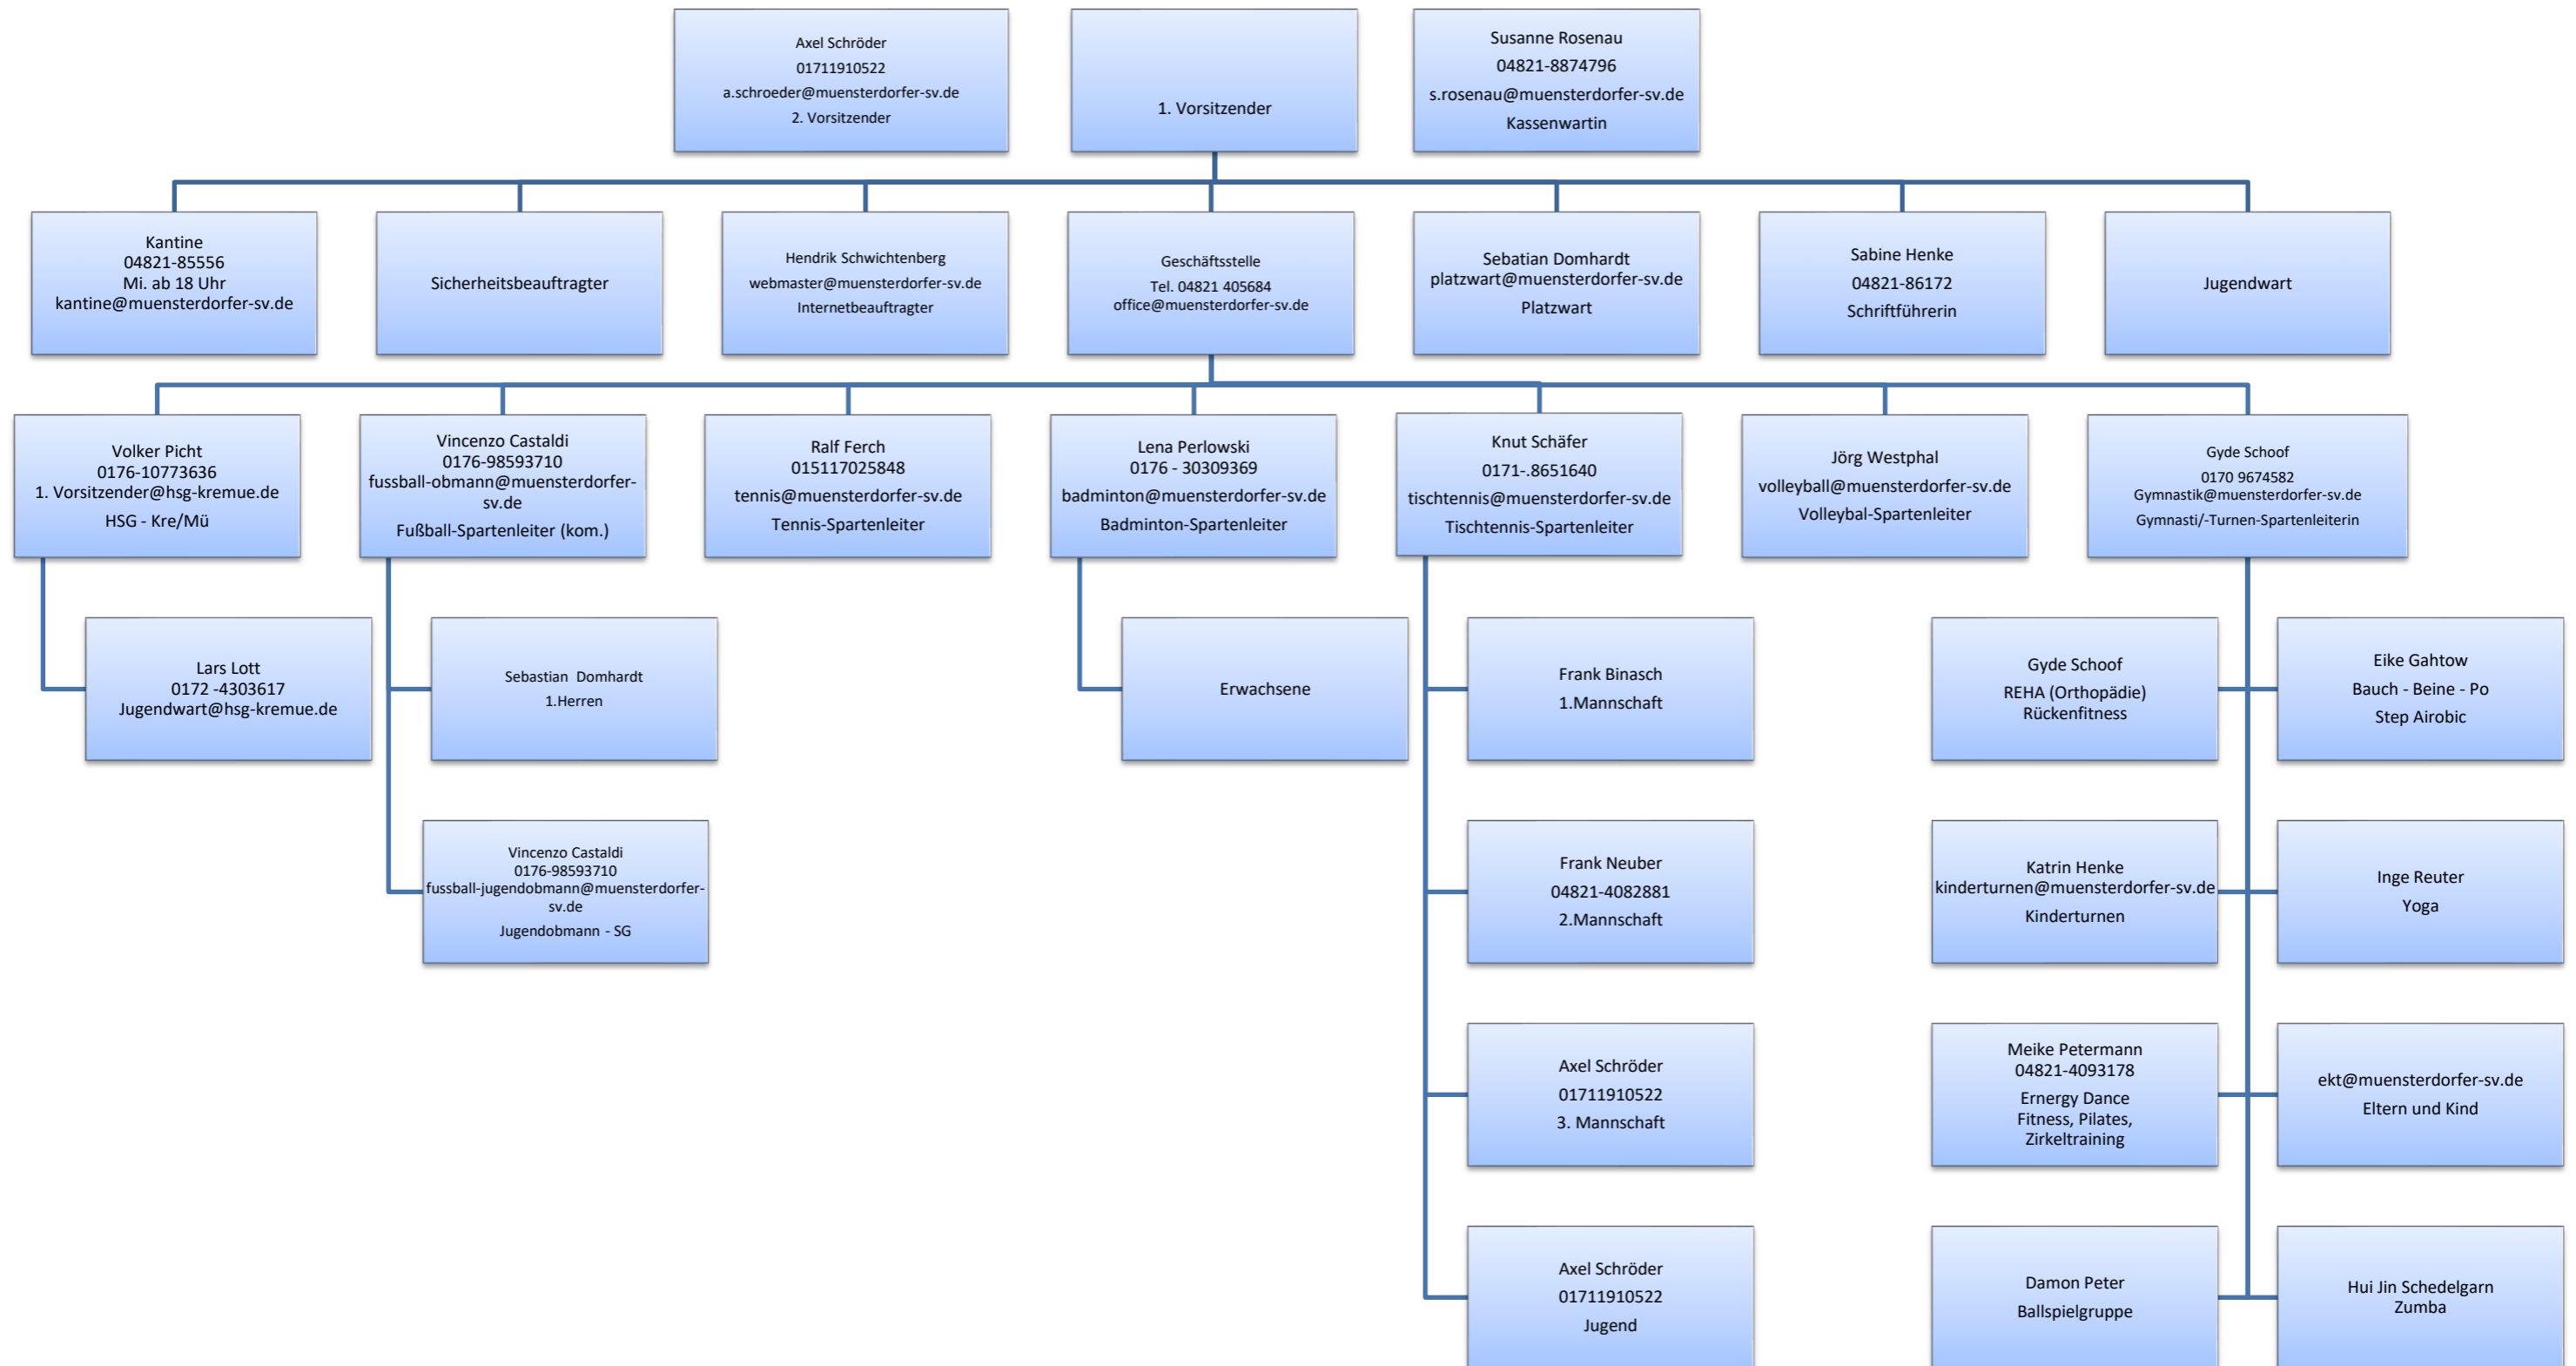 Axel Schröder
01711910522
a.schroeder@muensterdorfer-sv.de
2. Vorsitzender
1. Vorsitzender
Susanne Rosenau
04821-8874796
s.rosenau@muensterdorfer-sv.de
Kassenwartin
Kantine
04821-85556
Mi. ab 18 Uhr
kantine@muensterdorfer-sv.de
Sicherheitsbeauftragter
Hendrik Schwichtenberg
webmaster@muensterdorfer-sv.de
Internetbeauftragter
Geschäftsstelle
Tel. 04821 405684
office@muensterdorfer-sv.de
Sebatian Domhardt
platzwart@muensterdorfer-sv.de
Platzwart
Sabine Henke
04821-86172
Schriftführerin
Jugendwart
Volker Picht
0176-10773636
1. Vorsitzender@hsg-kremue.de
HSG - Kre/Mü
Vincenzo Castaldi
0176-98593710
fussball-obmann@muensterdorfer-
sv.de
Fußball-Spartenleiter (kom.)
Ralf Ferch
015117025848
tennis@muensterdorfer-sv.de
Tennis-Spartenleiter
Lena Perlowski
0176 - 30309369
badminton@muensterdorfer-sv.de
Badminton-Spartenleiter
Knut Schäfer
0171-.8651640
tischtennis@muensterdorfer-sv.de
Tischtennis-Spartenleiter
Jörg Westphal
volleyball@muensterdorfer-sv.de
Volleybal-Spartenleiter
Gyde Schoof
0170 9674582
Gymnastik@muensterdorfer-sv.de
Gymnasti/-Turnen-Spartenleiterin
Lars Lott
0172 -4303617
Jugendwart@hsg-kremue.de
Sebastian  Domhardt
1.Herren
Erwachsene
Frank Binasch
1.Mannschaft
Gyde Schoof
REHA (Orthopädie)
Rückenfitness
Eike Gahtow
Bauch - Beine - Po
Step Airobic
Vincenzo Castaldi
0176-98593710
fussball-jugendobmann@muensterdorfer-
sv.de
Jugendobmann - SG
Frank Neuber
04821-4082881
2.Mannschaft
Katrin Henke
kinderturnen@muensterdorfer-sv.de
Kinderturnen
Inge Reuter
Yoga
Axel Schröder
01711910522
3. Mannschaft
Meike Petermann
04821-4093178
Ernergy Dance
Fitness, Pilates,
Zirkeltraining
ekt@muensterdorfer-sv.de
Eltern und Kind
Axel Schröder
01711910522
Jugend
Damon Peter
Ballspielgruppe
Hui Jin Schedelgarn
Zumba